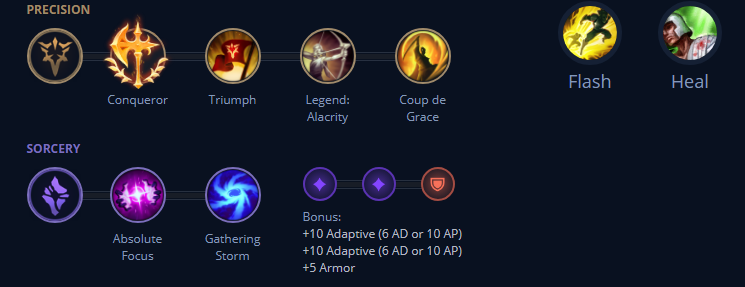 PRECISION
Conqueror
Triumph
Legend:
Alacrity
Coup de
Grace
Flash
Heal
SORCERY
Absolute
Focus
Gathering
Storm
Bonus:
+10 Adaptive (6 AD or 10 AP)
+10 Adaptive (6 AD or 10 AP)
+5 Armor